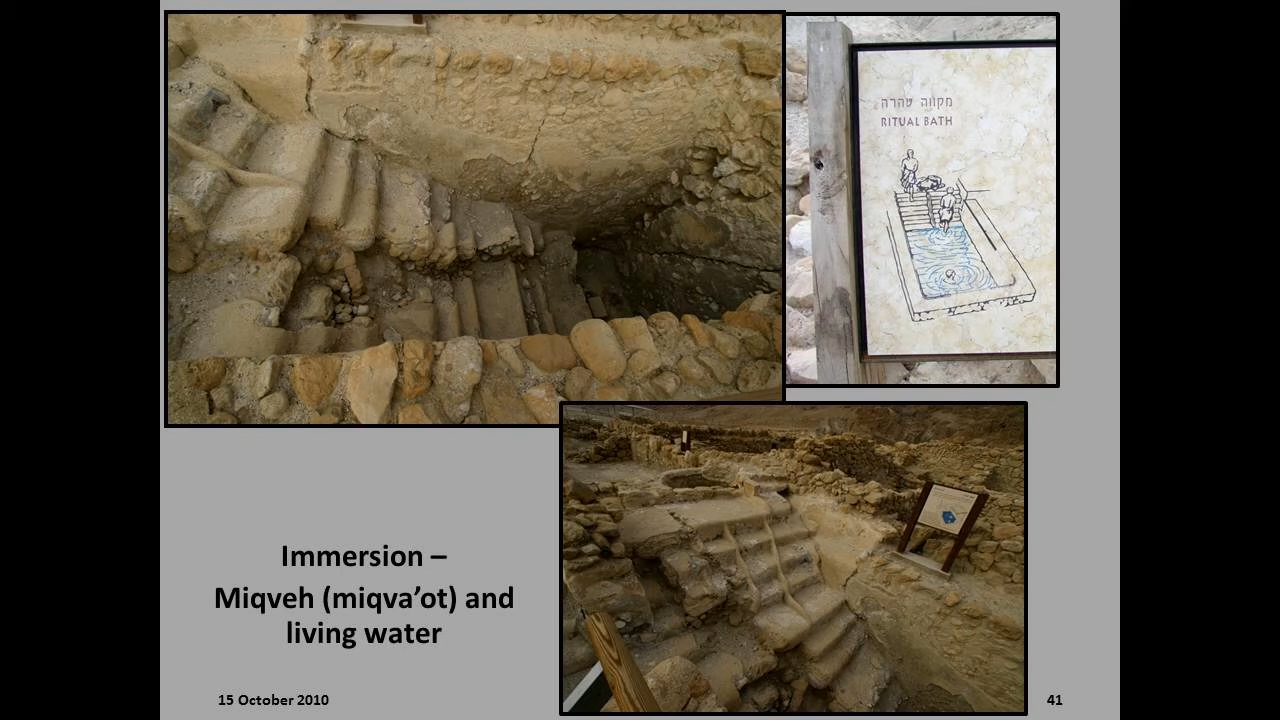 מקווה טהרה
RITUAL BATH
Immersion –
Miqveh (miqva’ot) and
living water
15 October 2010
41